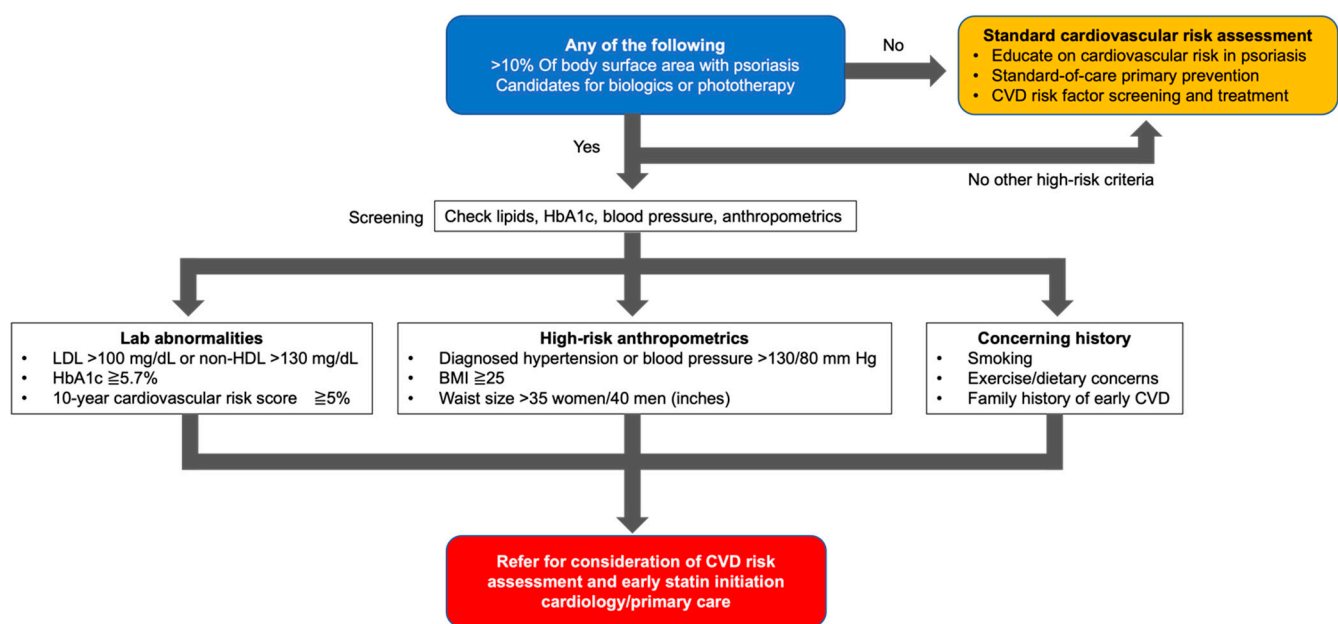 Any of the following
>10% Of body surface area with psoriasis
Candidates for biologics or phototherapy
No
Standard cardiovascular risk assessment
• Educate on cardiovascular risk in psoriasis
• Standard-of-care primary prevention
• CVD risk factor screening and treatment
Yes
No other high-risk criteria
Screening
Check lipids, HbA1c, blood pressure, anthropometrics
Lab abnormalities
• LDL >100 mg/dL or non-HDL >130 mg/dL
• HbA1c ≧5.7%
• 10-year cardiovascular risk score ≧5%
High-risk anthropometrics
• Diagnosed hypertension or blood pressure >130/80 mm Hg
• BMI ≧25
• Waist size >35 women/40 men (inches)
Concerning history
• Smoking
• Exercise/dietary concerns
• Family history of early CVD
Refer for consideration of CVD risk
assessment and early statin initiation
cardiology/primary care